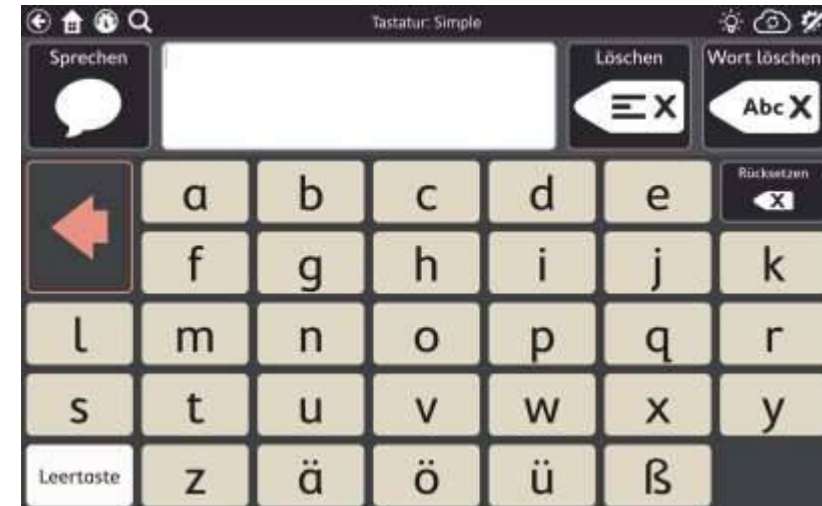 Tastatur: Simple
Sprechen
Löschen
Wort löschen
Abc X
a b c d e
Rücksetzen
X
f g h i j k
l m n o p q r
s t u v w x y
Leertaste z ä ö ü ß